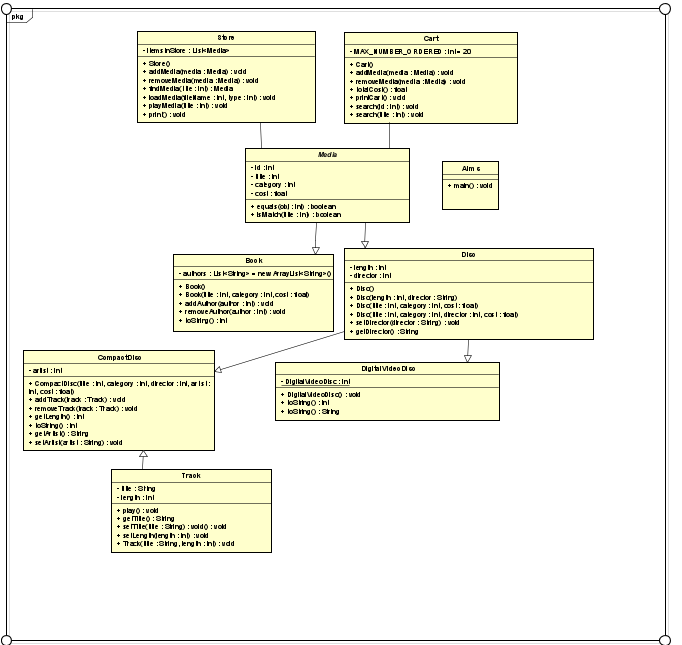 pkg
Store
- itemsInStore : List<Media>
+ Store()
+ addMedia(media : Media) : void
+ removeMedia(media : Media) : void
+ findMedia(title : int) : Media
+ loadMedia(fileName : int, type : int) : void
+ playMedia(title : int) : void
+ print() : void
Cart
- MAX_NUMBER_ORDERED : int = 20
+ Cart()
+ addMedia(media : Media) : void
+ removeMedia(media : Media) : void
+ totalCost() : float
+ printCart() : void
+ search(id : int) : void
+ search(title : int) : void
Media
- id : int
- title : int
- category : int
- cost : float
+ equals(obj : int) : boolean
+ isMatch(title : int) : boolean
Aims
+ main() : void
Book
- authors : List<String> = new ArrayList<String>()
+ Book()
+ Book(title : int, category : int, cost : float)
+ addAuthor(author : int) : void
+ removeAuthor(author : int) : void
+ toString() : int
Disc
- length : int
- director : int
+ Disc()
+ Disc(length : int, director : String)
+ Disc(title : int, category : int, cost : float)
+ Disc(title : int, category : int, director : int, cost : float)
+ setDirector(director : String) : void
+ getDirector() : String
CompactDisc
- artist : int
+ CompactDisc(title : int, category : int, director : int, artist :
int, cost : float)
+ addTrack(track : Track) : void
+ removeTrack(track : Track) : void
+ getLength() : int
+ toString() : int
+ getArtist() : String
+ setArtist(artist : String) : void
DigitalVideoDisc
- DigitalVideoDisc : int
+ DigitalVideoDisc() : void
+ toString() : int
+ toString() : String
Track
- title : String
- length : int
+ play() : void
+ getTitle() : String
+ setTitle(title : String) : void() : void
+ setLength(length : int) : void
+ Track(title : String, length : int) : void